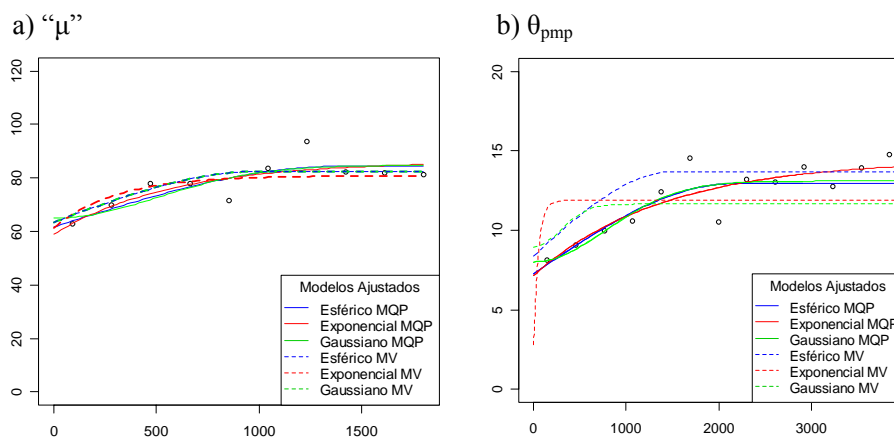 a) “μ”
120
100
80
60
40
20
0
0 500 1000 1500
Modelos Ajustados
Esférico MQP
Exponencial MQP
Gaussiano MQP
Esférico MV
Exponencial MV
Gaussiano MV
b) θpmp
20
15
10
5
0
0 1000 2000 3000
Modelos Ajustados
Esférico MQP
Exponencial MQP
Gaussiano MQP
Esférico MV
Exponencial MV
Gaussiano MV